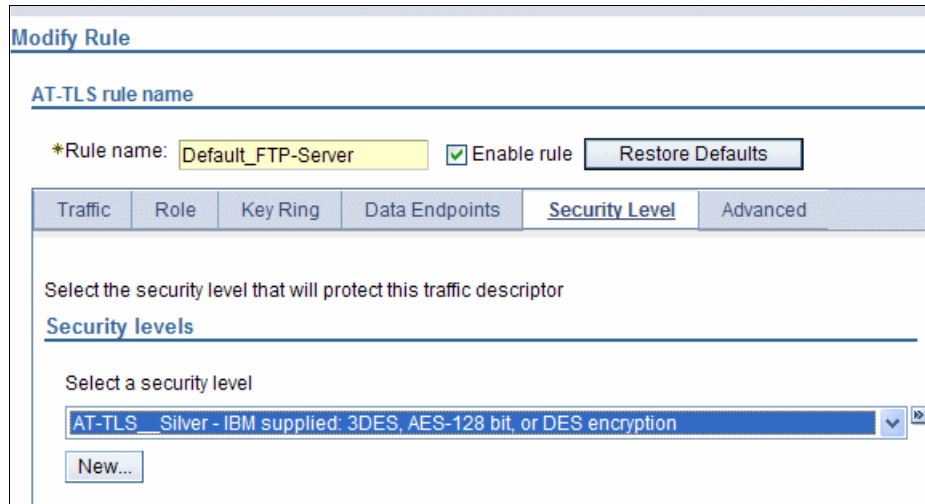 Modify Rule
AT-TLS rule name
*Rule name: Default_FTP-Server Enable rule Restore Defaults
Traffic Role Key Ring Data Endpoints Security Level Advanced
Select the security level that will protect this traffic descriptor
Security levels
Select a security level
AT-TLS__Silver - IBM supplied: 3DES, AES-128 bit, or DES encryption
New...